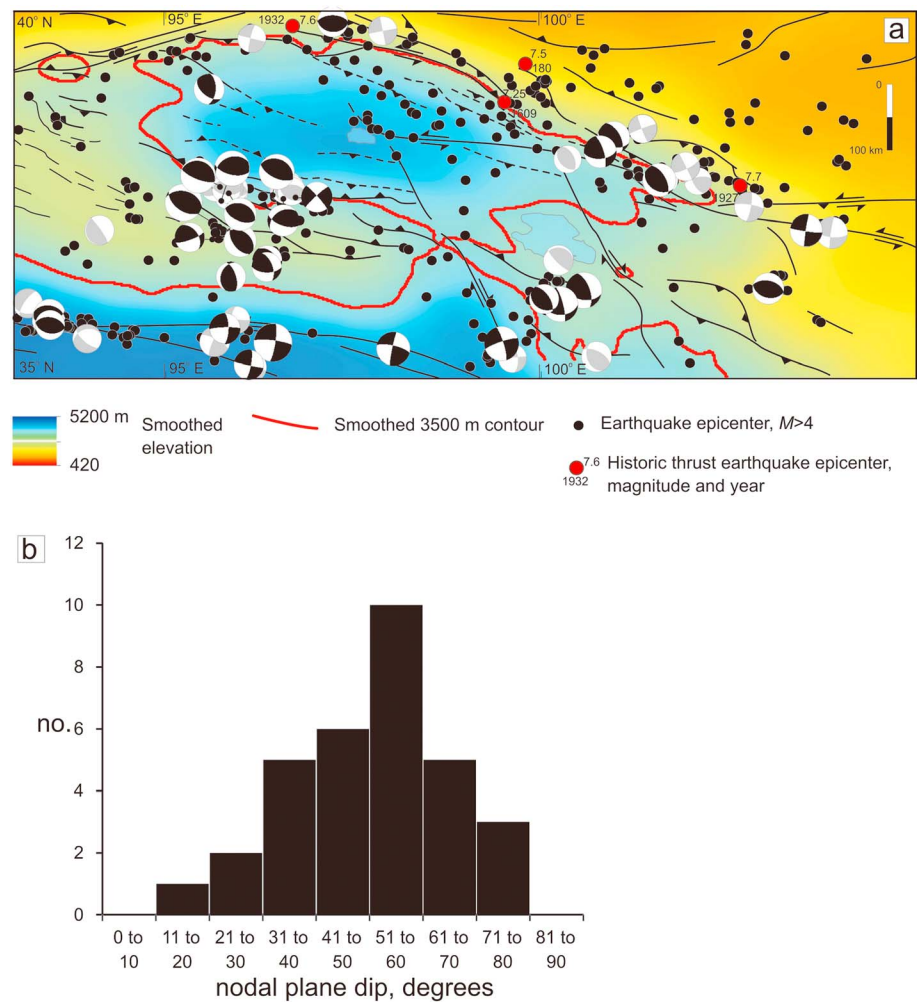 40° N
95° E
100° E
a
1932 7.6
7.5
180
7.25
1609
0
100 km
7.7
1927
35° N
95° E
100° E
5200 m
420
Smoothed
elevation
Smoothed 3500 m contour
Earthquake epicenter, M>4
7.6
1932
Historic thrust earthquake epicenter,
magnitude and year
b
12
10
8
no.
6
4
2
0
0 to 11 to 21 to 31 to 41 to 51 to 61 to 71 to 81 to
10 20 30 40 50 60 70 80 90
nodal plane dip, degrees